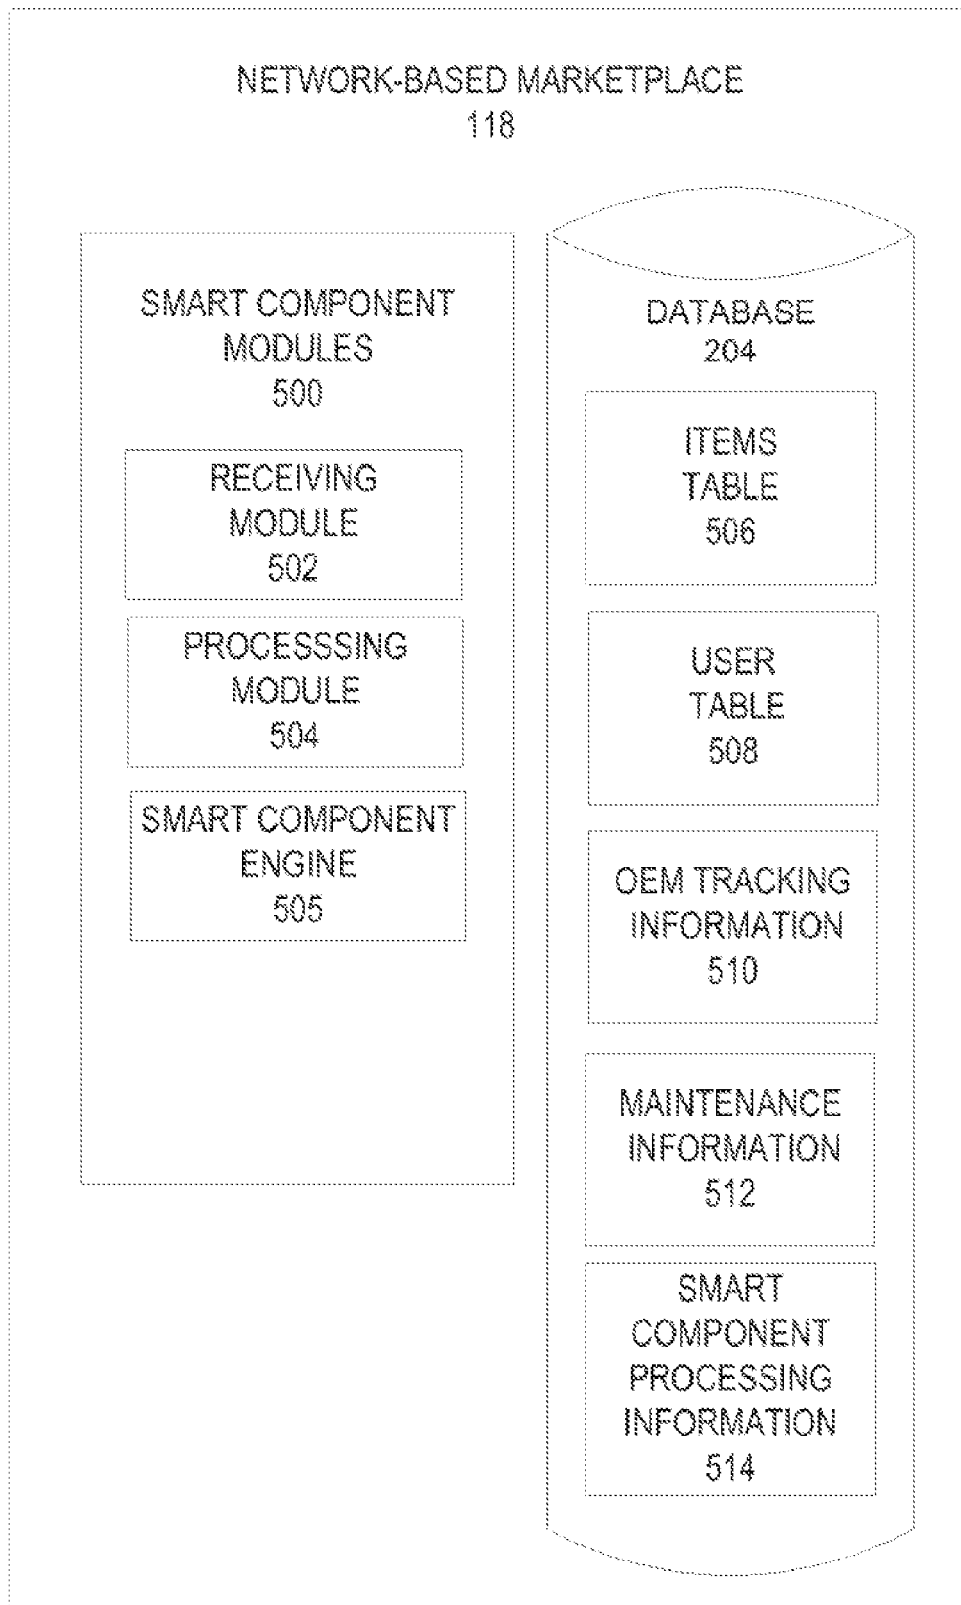 NETWORK-BASED MARKETPLACE
118
SMART COMPONENT
MODULES
500
RECEIVING
MODULE
502
PROCESSSING
MODULE
504
SMART COMPONENT
ENGINE
505
DATABASE
204
ITEMS
TABLE
506
USER
TABLE
508
OEM TRACKING
INFORMATION
510
MAINTENANCE
INFORMATION
512
SMART
COMPONENT
PROCESSING
INFORMATION
514